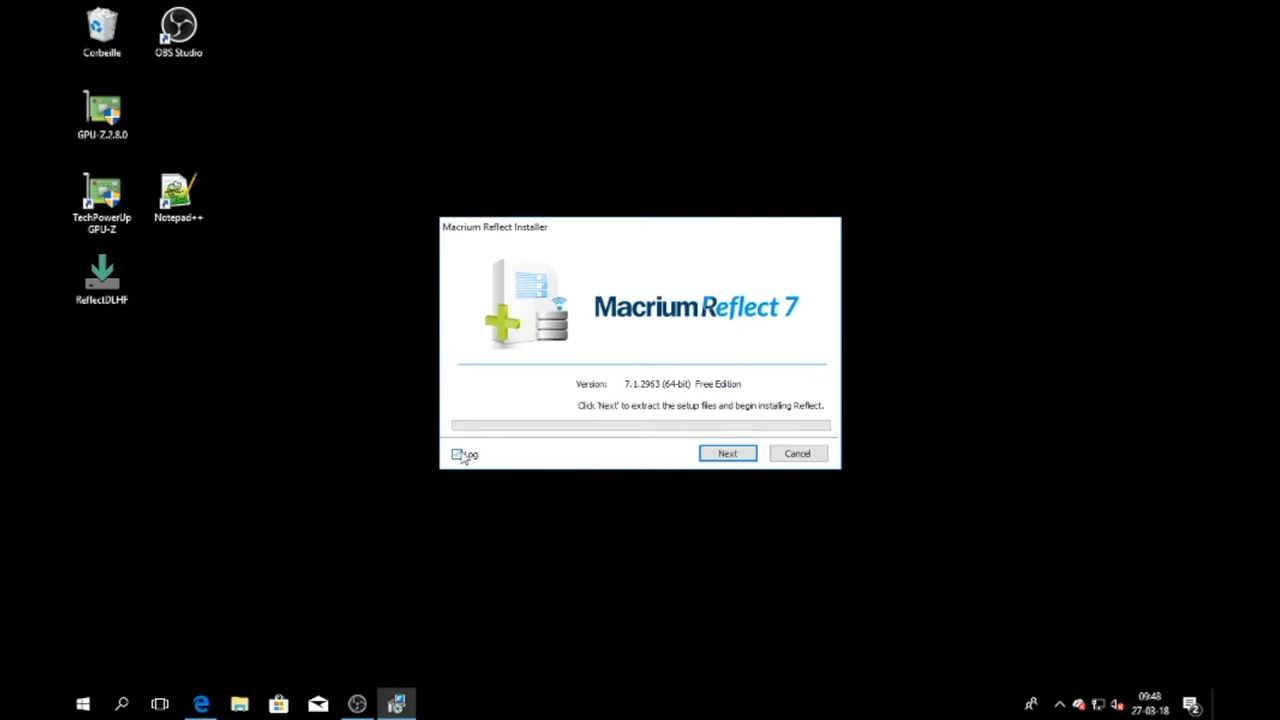 Corbeille
OBS Studio
GPU-Z.2.8.0
TechPowerUp
GPU-Z
Notepad++
ReflectDLHF
Macrium Reflect Installer
Macrium Reflect 7
Version: 7.1.2963 (64-bit) Free Edition
Click 'Next' to extract the setup files and begin installing Reflect.
Log
Next
Cancel
09:48
27-03-18
2